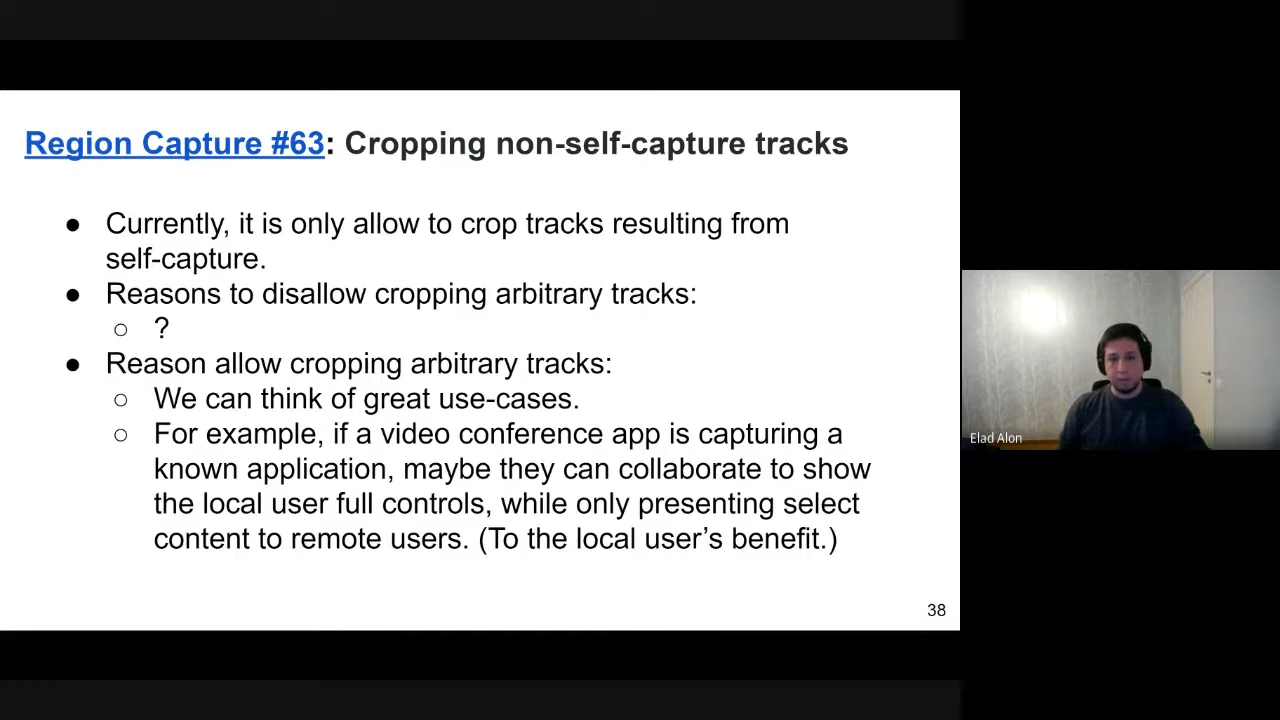 Region Capture #63: Cropping non-self-capture tracks
● Currently, it is only allow to crop tracks resulting from
self-capture.
● Reasons to disallow cropping arbitrary tracks:
○ ?
● Reason allow cropping arbitrary tracks:
○ We can think of great use-cases.
○ For example, if a video conference app is capturing a
known application, maybe they can collaborate to show
the local user full controls, while only presenting select
content to remote users. (To the local user’s benefit.)
38
Elad Alon